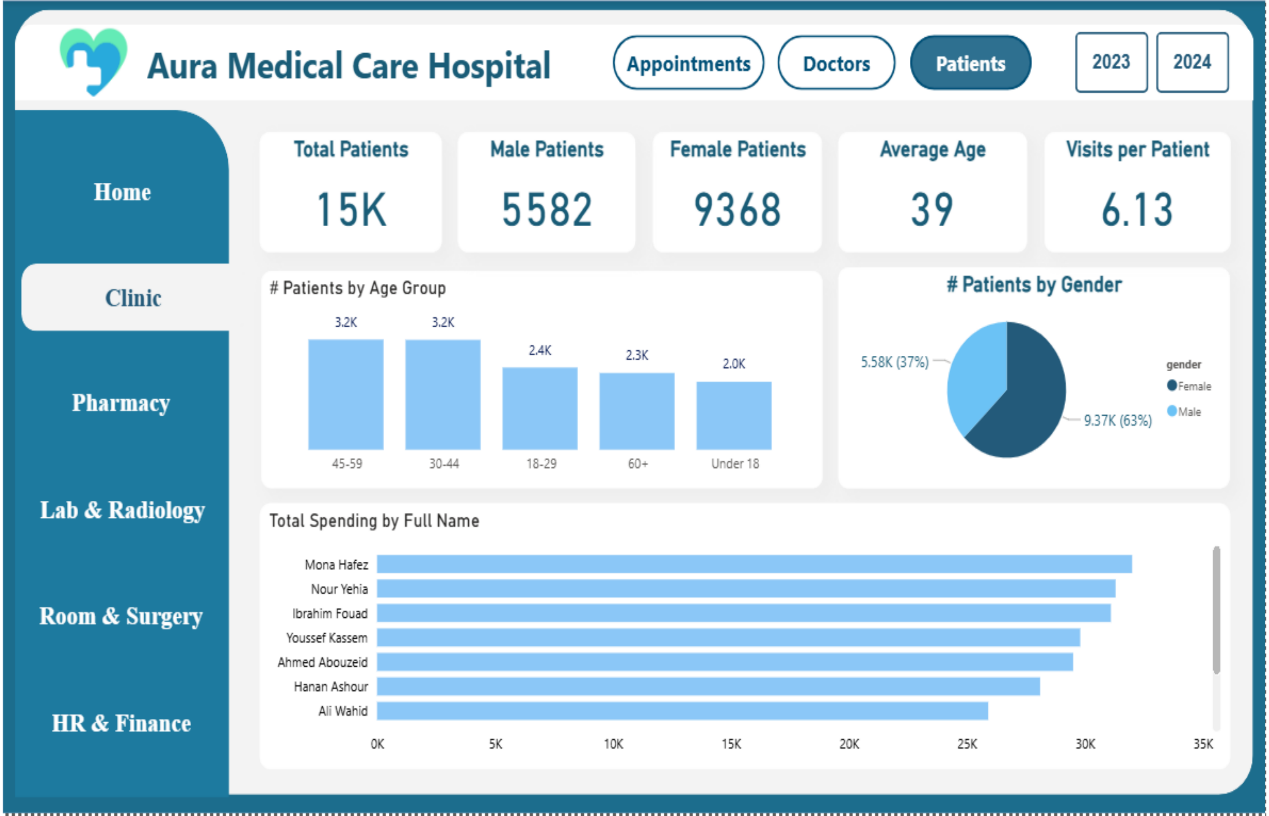 Aura Medical Care Hospital
Appointments
Doctors
Patients
2023
2024
Home
Clinic
Pharmacy
Lab & Radiology
Room & Surgery
HR & Finance
Total Patients
15K
Male Patients
5582
Female Patients
9368
Average Age
39
Visits per Patient
6.13
# Patients by Age Group
3.2K
3.2K
2.4K
2.3K
2.0K
45-59
30-44
18-29
60+
Under 18
# Patients by Gender
5.58K (37%)
9.37K (63%)
gender
Female
Male
Total Spending by Full Name
Mona Hafez
Nour Yehia
Ibrahim Fouad
Youssef Kassem
Ahmed Abouzeid
Hanan Ashour
Ali Wahid
0K
5K
10K
15K
20K
25K
30K
35K